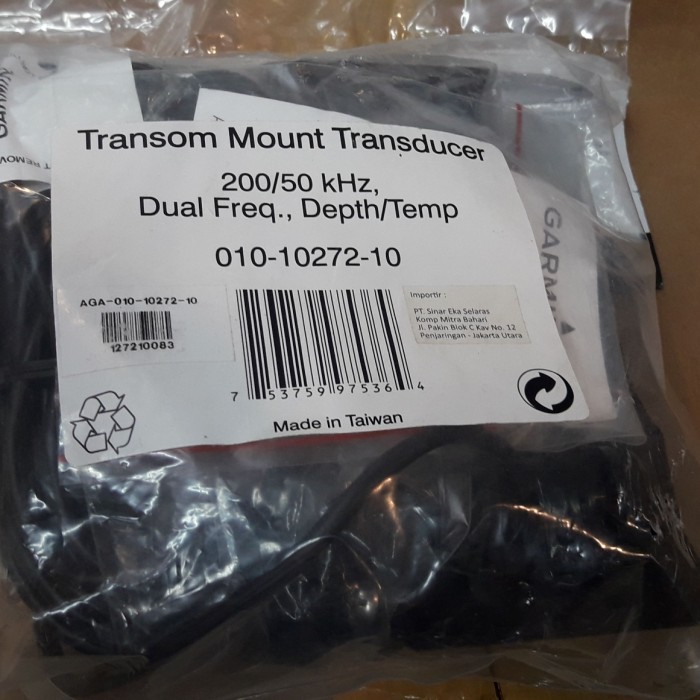 Transom Mount Transducer
200/50 kHz,
Dual Freq., Depth/Temp
010-10272-10
AGA-010-10272-10
127210083
7 53759 97536 4
Importir :
PT. Sinar Eka Selaras
Komp Mitra Bahari
Jl. Pakin Blok C Kav No. 12
Penjaringan - Jakarta Utara
Made in Taiwan
GARMIN